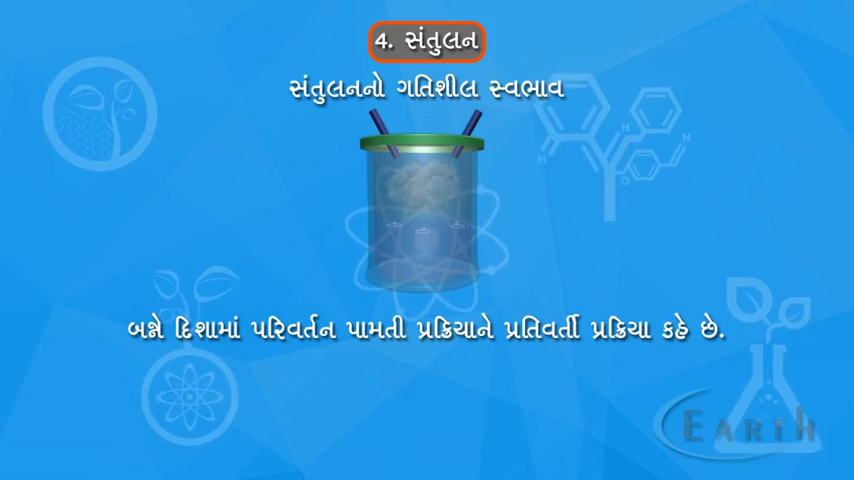 4. સંતુલન
સંતુલનનો ગતિશીલ સ્વભાવ
બન્ને દિશામાં પરિવર્તન પામતી પ્રક્રિયાને પ્રતિવર્તી પ્રક્રિયા કહે છે.
EARTH
H
H
N
O